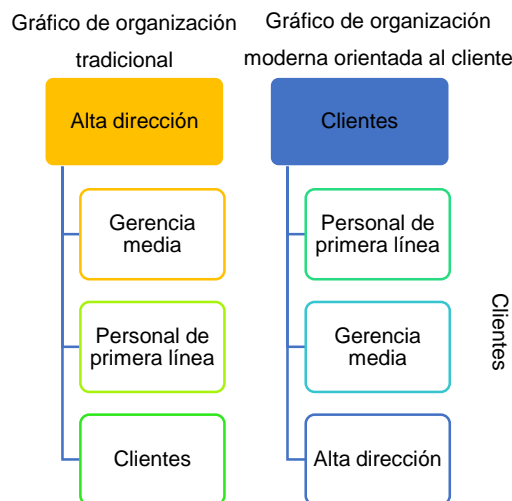 Gráfico de organización
tradicional
Alta dirección
Gerencia
media
Personal de
primera línea
Clientes
Gráfico de organización
moderna orientada al cliente
Clientes
Personal de
primera línea
Gerencia
media
Alta dirección
Clientes